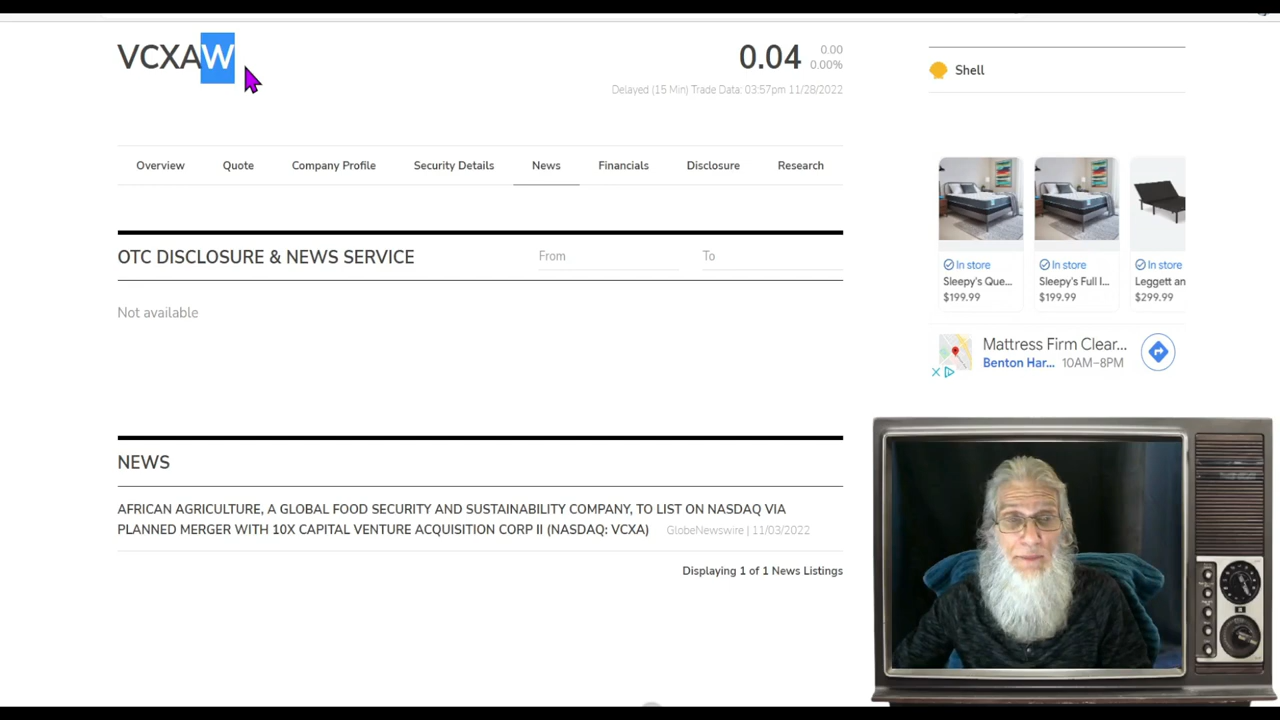 VCXAW
0.04
0.00
0.00%
Delayed (15 Min) Trade Data: 03:57pm 11/28/2022
Overview Quote Company Profile Security Details News Financials Disclosure Research
OTC DISCLOSURE & NEWS SERVICE
From To
Not available
NEWS
AFRICAN AGRICULTURE, A GLOBAL FOOD SECURITY AND SUSTAINABILITY COMPANY, TO LIST ON NASDAQ VIA
PLANNED MERGER WITH 10X CAPITAL VENTURE ACQUISITION CORP II (NASDAQ: VCXA) GlobeNewswire | 11/03/2022
Displaying 1 of 1 News Listings
Shell
In store In store In store
Sleepy's Que... Sleepy's Full I... Leggett an
$199.99 $199.99 $299.99
Mattress Firm Clear...
Benton Har... 10AM–8PM